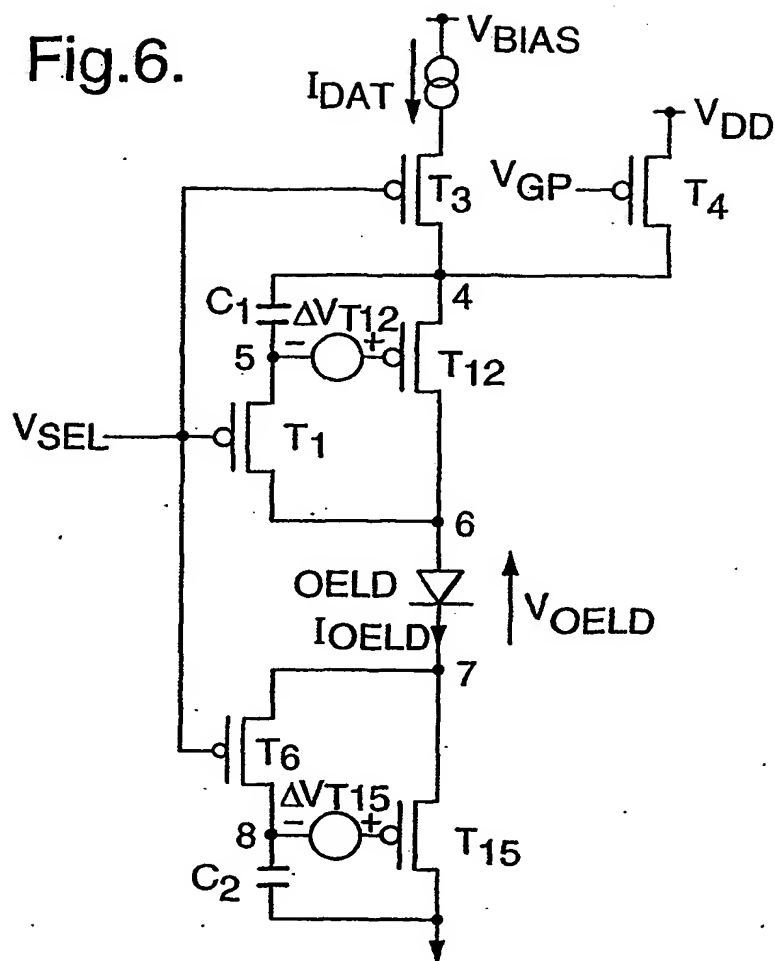 Fig.6.
VBIAS
IDAT
VDD
T3
VGP
T4
4
C1
ΔVT12
5
− +
T12
VSEL
T1
6
OELD
IOELD
VOELD
7
T6
ΔVT15
8
− +
T15
C2